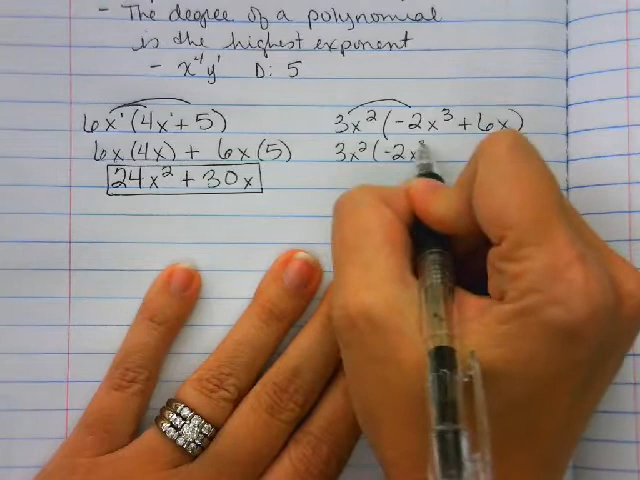 - The degree of a polynomial
is the highest exponent
- x⁴y¹ D: 5
6x¹(4x¹+5)
6x(4x) + 6x(5)
24x² + 30x
3x²(-2x³+6x)
3x²(-2x³